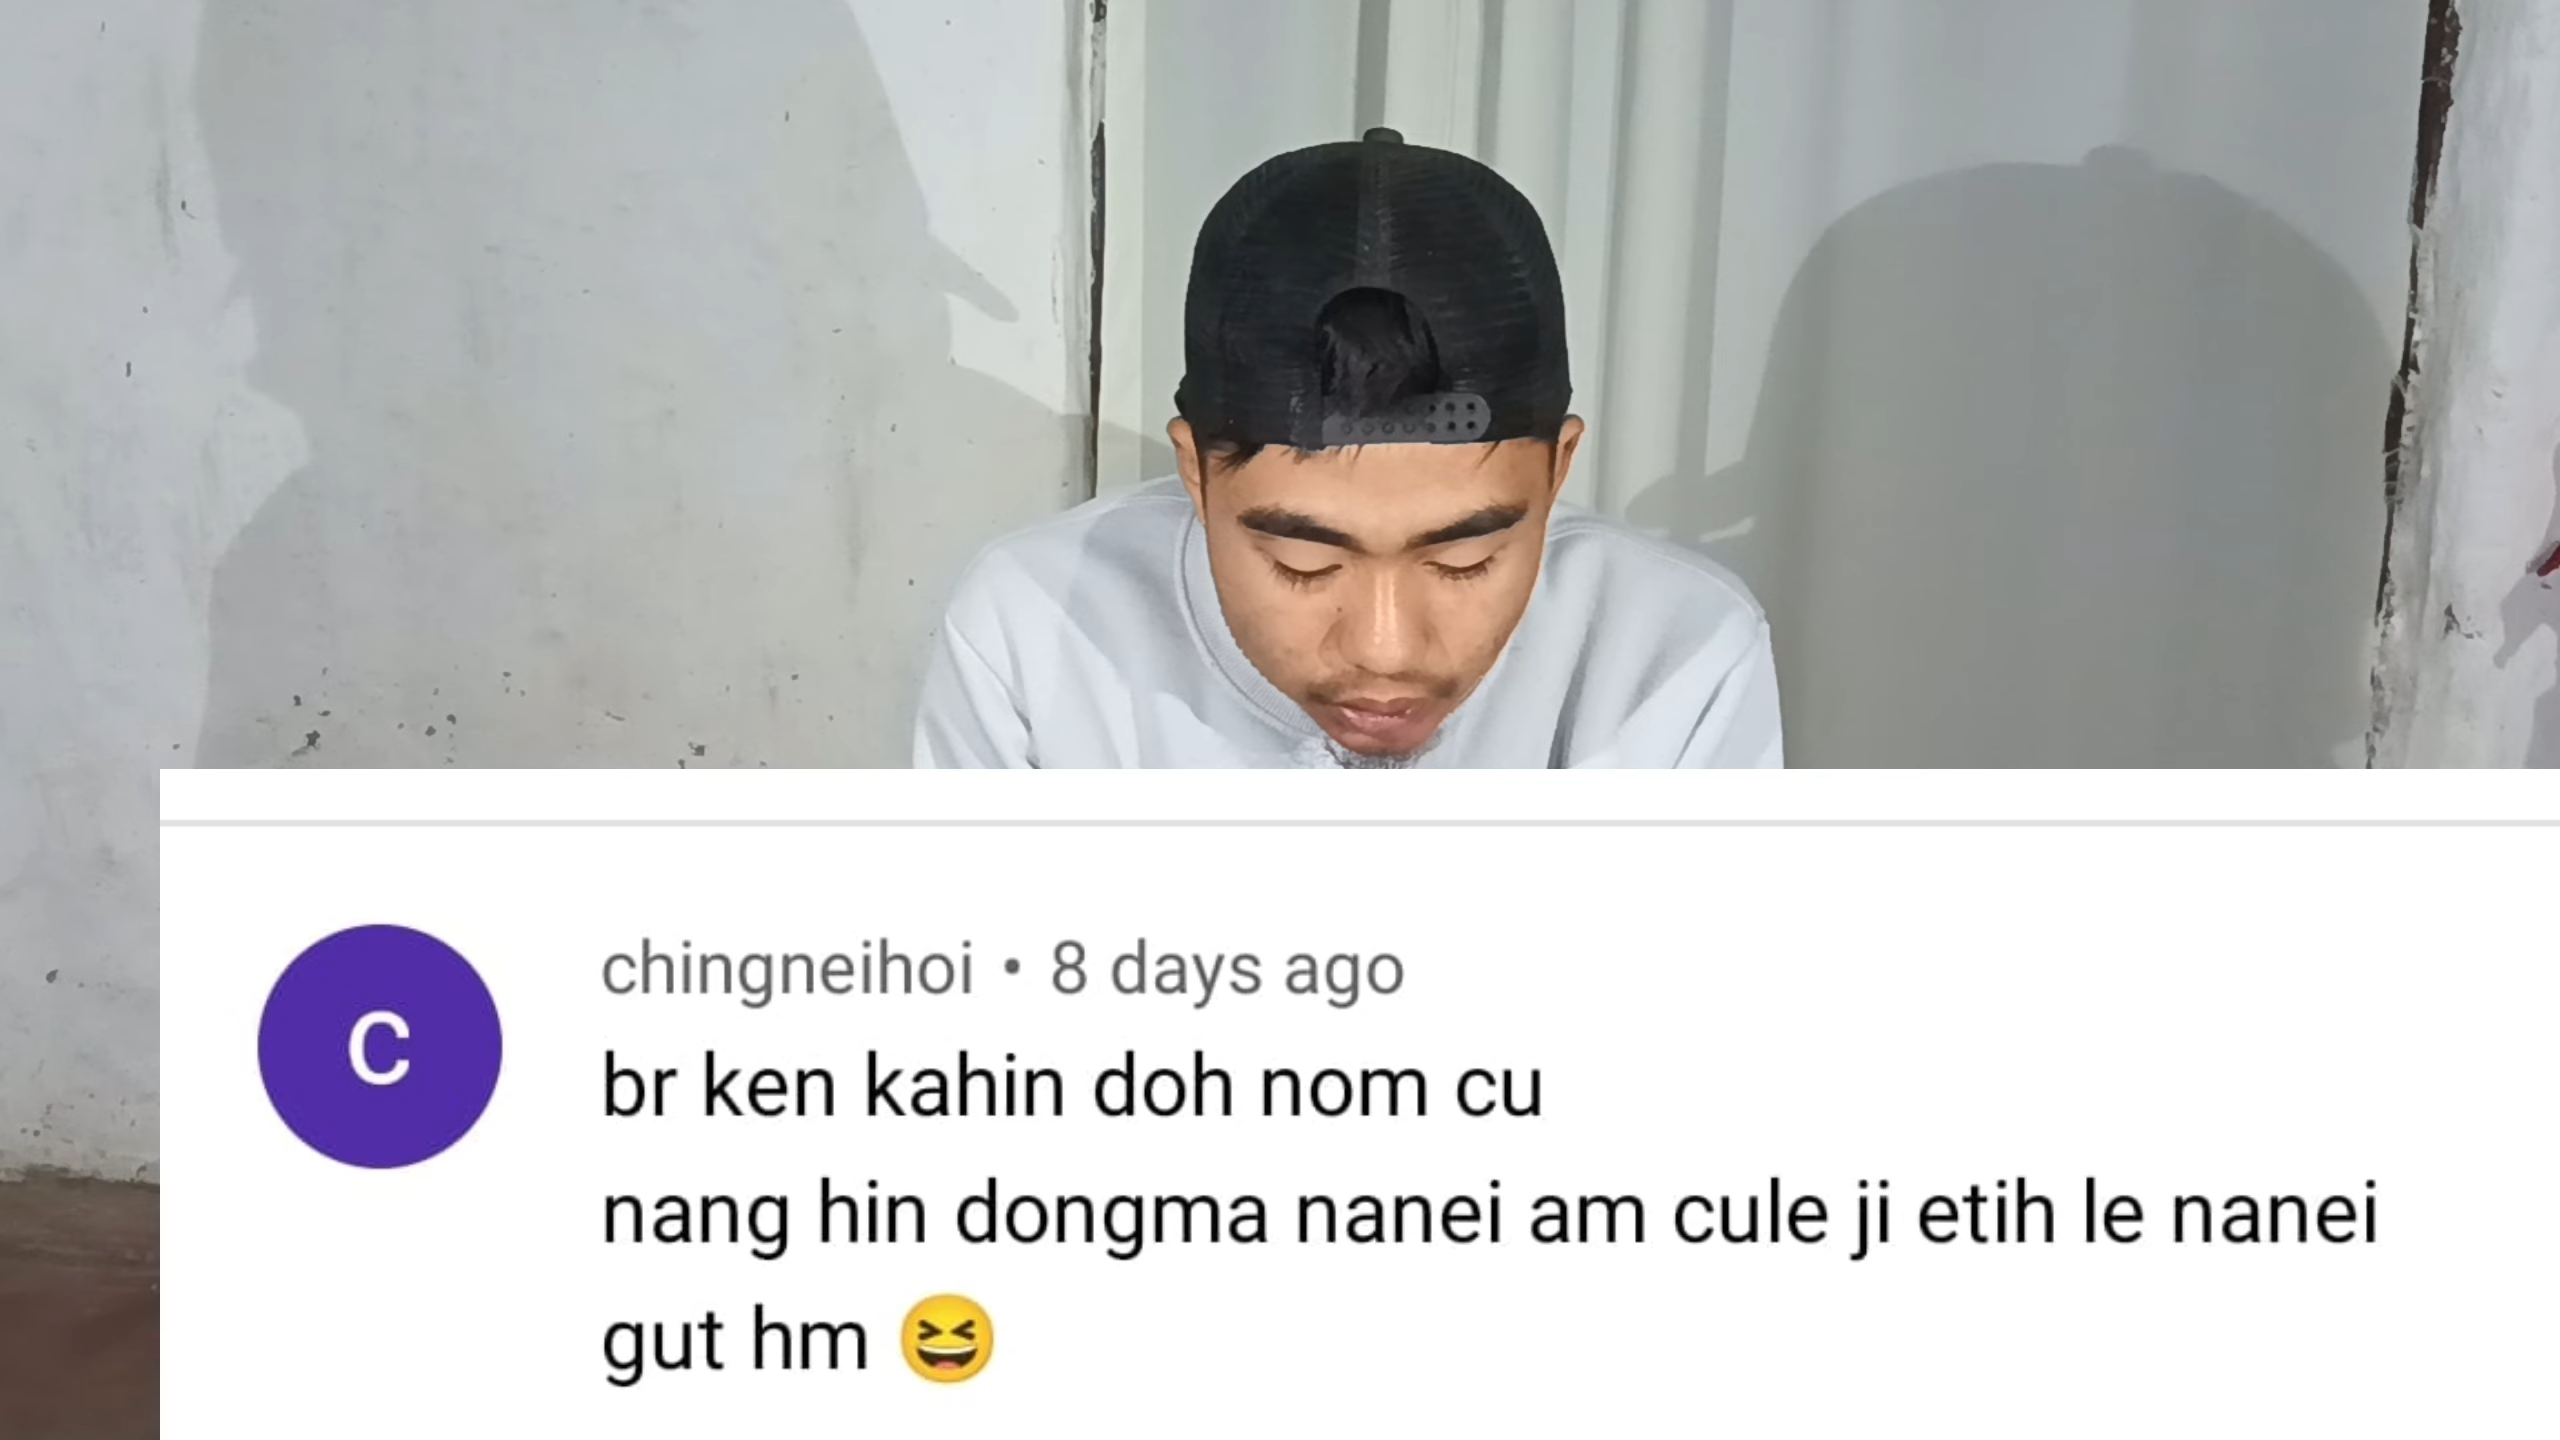 chingneihoi • 8 days ago
C
br ken kahin doh nom cu
nang hin dongma nanei am cule ji etih le nanei
gut hm 😆